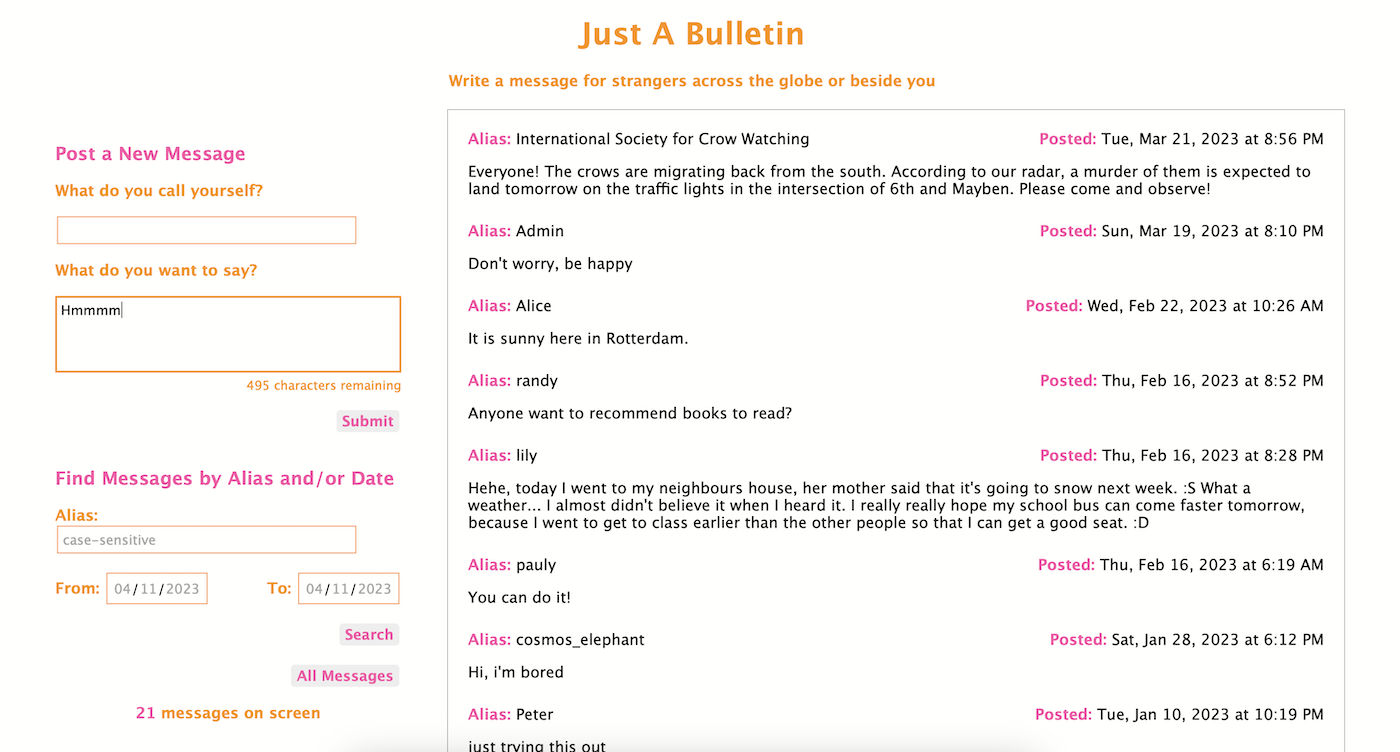 Just A Bulletin
Write a message for strangers across the globe or beside you
Post a New Message
What do you call yourself?
What do you want to say?
Hmmmm
495 characters remaining
Submit
Find Messages by Alias and/or Date
Alias:
case-sensitive
From: 04/11/2023 To: 04/11/2023
Search
All Messages
21 messages on screen
Alias: International Society for Crow Watching Posted: Tue, Mar 21, 2023 at 8:56 PM
Everyone! The crows are migrating back from the south. According to our radar, a murder of them is expected to
land tomorrow on the traffic lights in the intersection of 6th and Mayben. Please come and observe!
Alias: Admin Posted: Sun, Mar 19, 2023 at 8:10 PM
Don't worry, be happy
Alias: Alice Posted: Wed, Feb 22, 2023 at 10:26 AM
It is sunny here in Rotterdam.
Alias: randy Posted: Thu, Feb 16, 2023 at 8:52 PM
Anyone want to recommend books to read?
Alias: lily Posted: Thu, Feb 16, 2023 at 8:28 PM
Hehe, today I went to my neighbours house, her mother said that it's going to snow next week. :S What a
weather... I almost didn't believe it when I heard it. I really really hope my school bus can come faster tomorrow,
because I went to get to class earlier than the other people so that I can get a good seat. :D
Alias: pauly Posted: Thu, Feb 16, 2023 at 6:19 AM
You can do it!
Alias: cosmos_elephant Posted: Sat, Jan 28, 2023 at 6:12 PM
Hi, i'm bored
Alias: Peter Posted: Tue, Jan 10, 2023 at 10:19 PM
just trying this out